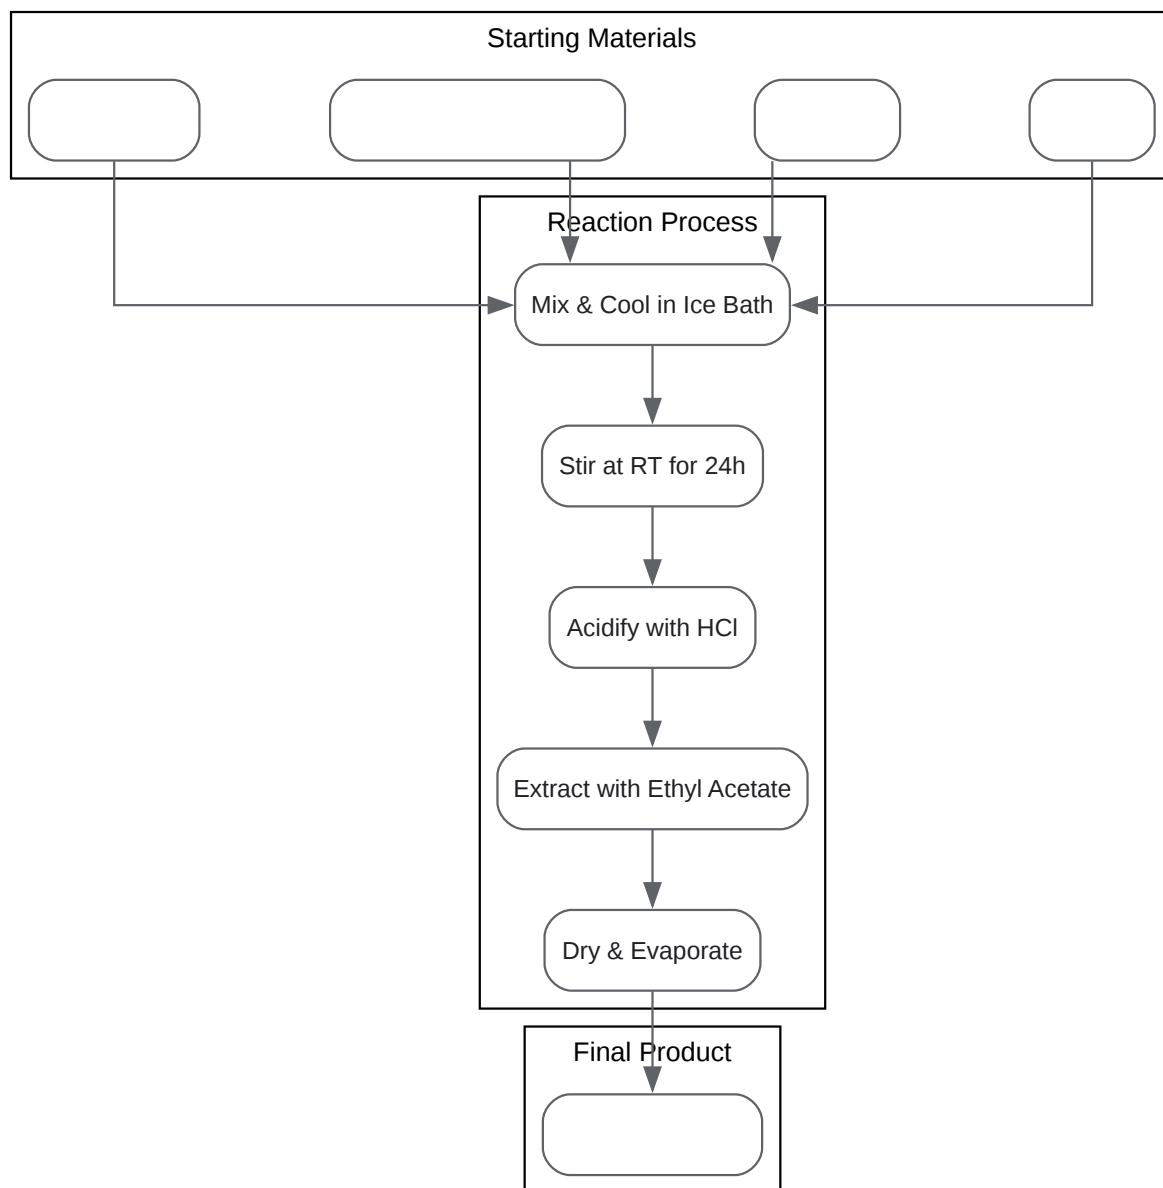 Starting Materials
Reaction Process
Mix & Cool in Ice Bath
Stir at RT for 24h
Acidify with HCl
Extract with Ethyl Acetate
Dry & Evaporate
Final Product